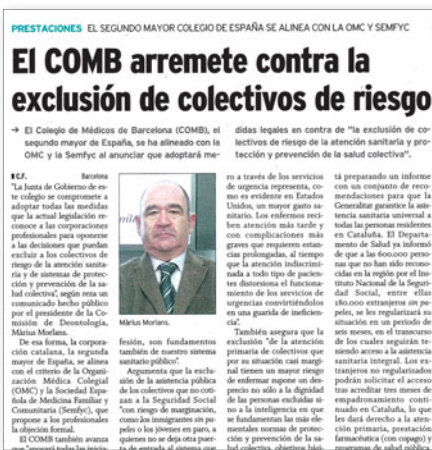 PRESTACIONES EL SEGUNDO MAYOR COLEGIO DE ESPAÑA SE ALINEA CON LA OMC Y SEMFYC
El COMB arremete contra la
exclusión de colectivos de riesgo
→ El Colegio de Médicos de Barcelona (COMB), el
segundo mayor de España, se ha alineado con la
OMC y la Semfyc al anunciar que adoptará me-
didas legales en contra de "la exclusión de co-
lectivos de riesgo de la atención sanitaria y pro-
tección y prevención de la salud colectiva".
C.F. Barcelona
"La Junta de Gobierno de es-
te colegio se compromete a
adoptar todas las medidas
que la actual legislación re-
conoce a las corporaciones
profesionales para oponerse
a las decisiones que puedan
excluir a los colectivos de
riesgo de la atención sanita-
ria y de sistemas de protec-
ción y prevención de la sa-
lud colectiva", según reza un
comunicado hecho público
por el presidente de la Co-
misión de Deontología,
Màrius Morlans.
De esa forma, la corpora-
ción catalana, la segunda
mayor de España, se alinea
con el criterio de la Organi-
zación Médica Colegial
(OMC) y la Sociedad Espa-
ñola de Medicina Familiar y
Comunitaria (Semfyc), que
propone a los profesionales
la objeción formal.
El COMB también avanza
que "apoyará todas las inicia-
Màrius Morlans.
fesión, son fundamentos
también de nuestro sistema
sanitario público".
Argumenta que la exclu-
sión de la asistencia pública
de los colectivos que no coti-
zan a la Seguridad Social
"con riesgo de marginación,
como los inmigrantes sin pa-
peles o los jóvenes en paro, a
quienes no se deja otra puer-
ta de entrada al sistema que
ro a través de los servicios
de urgencia representa, co-
mo es evidente en Estados
Unidos, un mayor gasto sa-
nitario. Los enfermos reci-
ben atención más tarde y
con complicaciones más
graves que requieren estan-
cias prolongadas, al tiempo
que la atención indiscrimi-
nada a todo tipo de pacien-
tes distorsiona el funciona-
miento de los servicios de
urgencias convirtiéndolos
en una guarida de ineficien-
cia".
También asegura que la
exclusión "de la atención
primaria de colectivos que
por su situación casi margi-
nal tienen un mayor riesgo
de enfermar supone un des-
precio no sólo a la dignidad
de las personas excluidas si-
no a la inteligencia en que
se fundamentan las más ele-
mentales normas de protec-
ción y prevención de la sa-
lud colectiva, objetivos bási-
tá preparando un informe
con un conjunto de reco-
mendaciones para que la
Generalitat garantice la asis-
tencia sanitaria universal a
todas las personas residentes
en Cataluña. El Departa-
mento de Salud ya informó
de que a las 600.000 perso-
nas que no han sido recono-
cidas en la región por el Ins-
tituto Nacional de la Seguri-
dad Social, entre ellas
180.000 extranjeros sin pa-
peles, se les regularizará su
situación en un periodo de
seis meses, en el transcurso
de los cuales seguirán te-
niendo acceso a la asistencia
sanitaria integral. Los ex-
tranjeros no regularizados
podrán solicitar el acceso
tras acreditar tres meses de
empadronamiento conti-
nuado en Cataluña, lo que
les dará derecho a la aten-
ción primaria, prestación
farmacéutica (con copago) y
programas de salud pública.